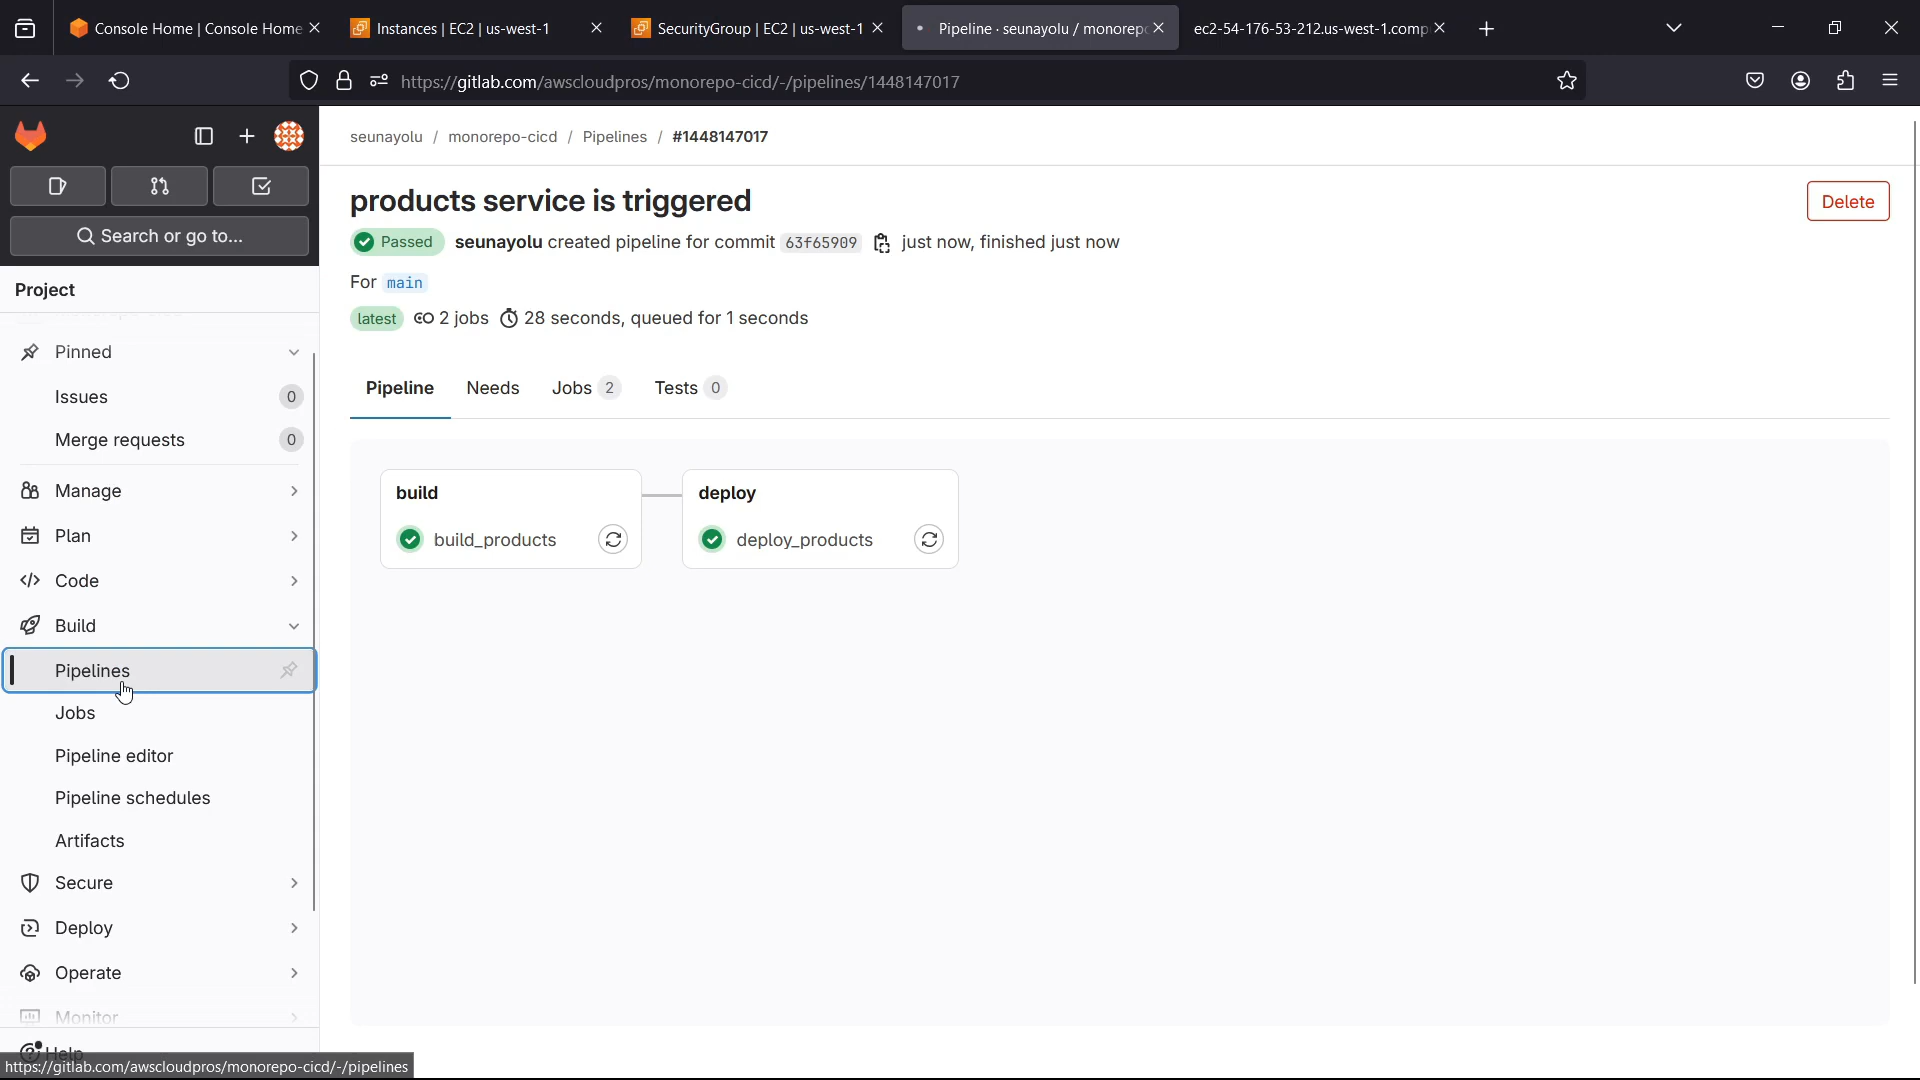 Console Home | Console Home
Instances | EC2 | us-west-1
SecurityGroup | EC2 | us-west-1
Pipeline · seunayolu / monorepo
ec2-54-176-53-212.us-west-1.comp
https://gitlab.com/awscloudpros/monorepo-cicd/-/pipelines/1448147017
seunayolu / monorepo-cicd / Pipelines / #1448147017
Search or go to...
products service is triggered
Delete
Passed seunayolu created pipeline for commit 63f65909 just now, finished just now
For main
latest 2 jobs 28 seconds, queued for 1 seconds
Pipeline Needs Jobs 2 Tests 0
build
build_products
deploy
deploy_products
Project
Pinned
Issues 0
Merge requests 0
Manage
Plan
Code
Build
Pipelines
Jobs
Pipeline editor
Pipeline schedules
Artifacts
Secure
Deploy
Operate
Monitor
Help
https://gitlab.com/awscloudpros/monorepo-cicd/-/pipelines